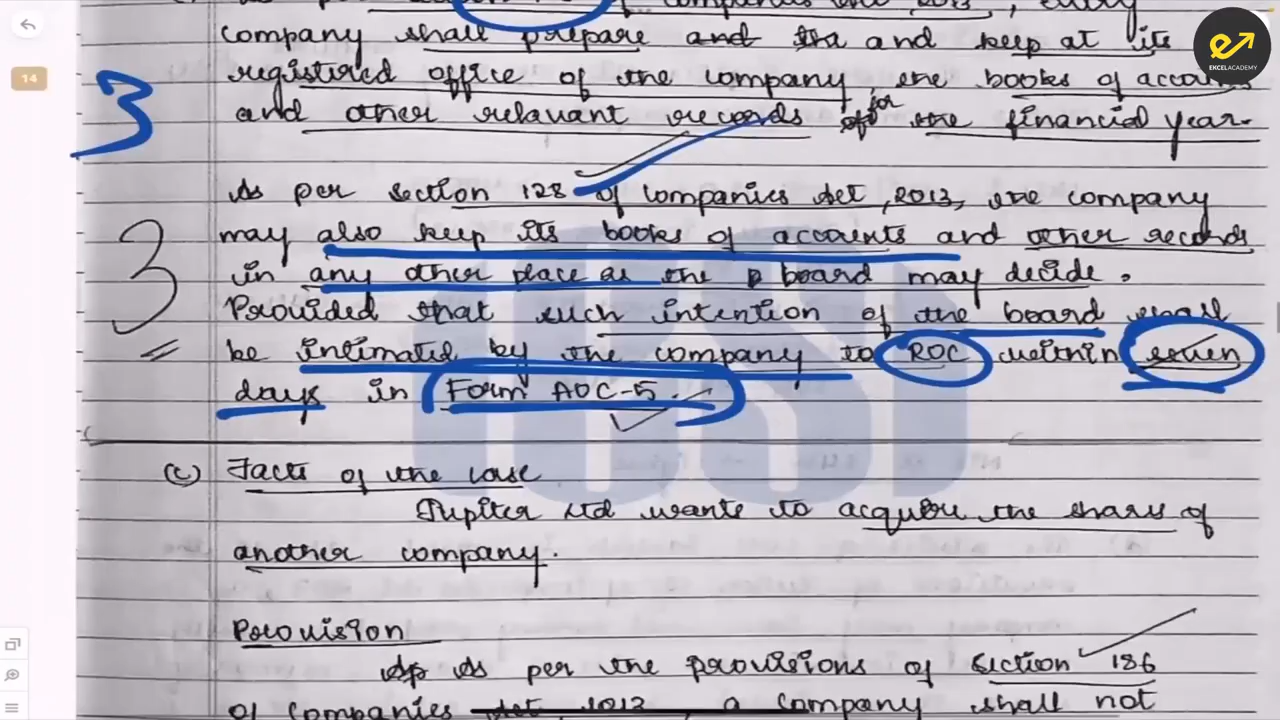 company shall prepare and the and keep at its
registered office of the company, the books of accounts
and other relavant records of for the financial year.
3
As per section 128 of companies Act, 2013, the company
may also keep its books of accounts and other records
in any other place as the board may decide.
3
Provided that such intention of the board shall
be intimated by the company to ROC within seven
days in Form AOC-5.
(c) Facts of the case
Jupiter Ltd wants to acquire the shares of
another company.
Provision
As per the provisions of section 186
of companies Act, 2013, a company shall not
14
EXCELACADEMY